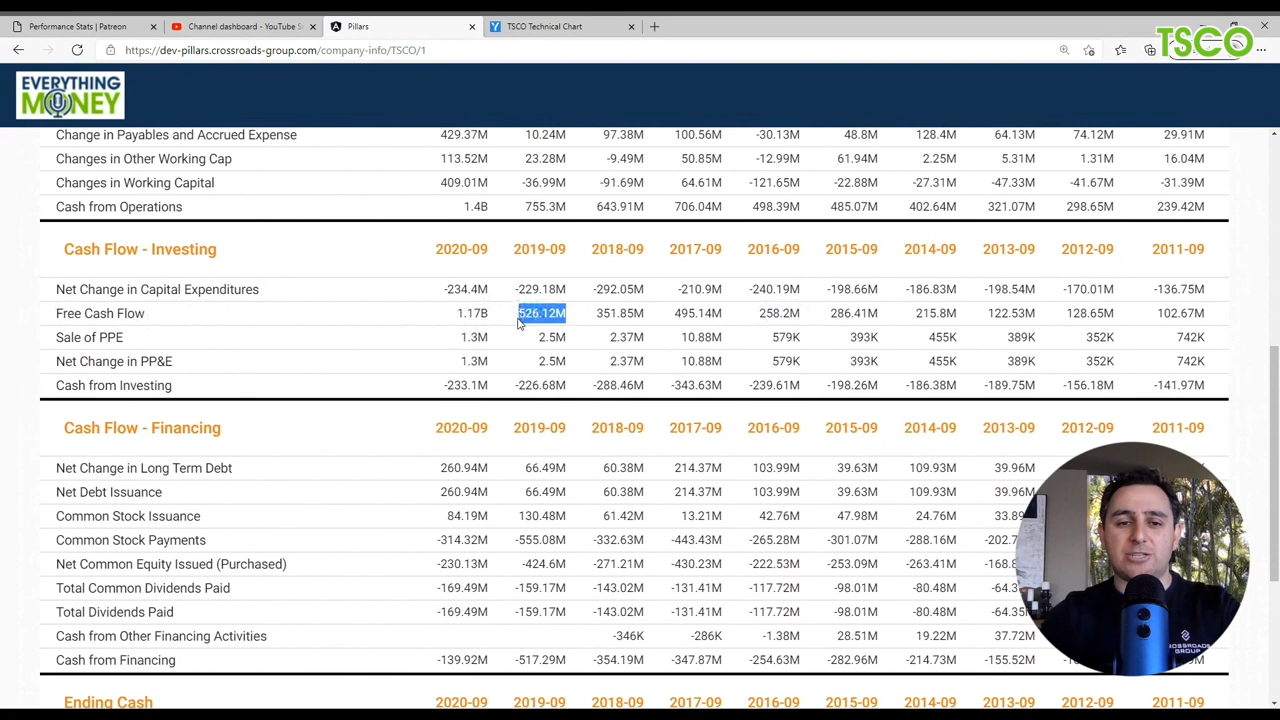 Performance Stats | Patreon
Channel dashboard - YouTube S
Pillars
TSCO Technical Chart
https://dev-pillars.crossroads-group.com/company-info/TSCO/1
TSCO
EVERYTHING
MONEY
Change in Payables and Accrued Expense 429.37M 10.24M 97.38M 100.56M -30.13M 48.8M 128.4M 64.13M 74.12M 29.91M
Changes in Other Working Cap 113.52M 23.28M -9.49M 50.85M -12.99M 61.94M 2.25M 5.31M 1.31M 16.04M
Changes in Working Capital 409.01M -36.99M -91.69M 64.61M -121.65M -22.88M -27.31M -47.33M -41.67M -31.39M
Cash from Operations 1.4B 755.3M 643.91M 706.04M 498.39M 485.07M 402.64M 321.07M 298.65M 239.42M
Cash Flow - Investing 2020-09 2019-09 2018-09 2017-09 2016-09 2015-09 2014-09 2013-09 2012-09 2011-09
Net Change in Capital Expenditures -234.4M -229.18M -292.05M -210.9M -240.19M -198.66M -186.83M -198.54M -170.01M -136.75M
Free Cash Flow 1.17B 526.12M 351.85M 495.14M 258.2M 286.41M 215.8M 122.53M 128.65M 102.67M
Sale of PPE 1.3M 2.5M 2.37M 10.88M 579K 393K 455K 389K 352K 742K
Net Change in PP&E 1.3M 2.5M 2.37M 10.88M 579K 393K 455K 389K 352K 742K
Cash from Investing -233.1M -226.68M -288.46M -343.63M -239.61M -198.26M -186.38M -189.75M -156.18M -141.97M
Cash Flow - Financing 2020-09 2019-09 2018-09 2017-09 2016-09 2015-09 2014-09 2013-09 2012-09 2011-09
Net Change in Long Term Debt 260.94M 66.49M 60.38M 214.37M 103.99M 39.63M 109.93M 39.96M
Net Debt Issuance 260.94M 66.49M 60.38M 214.37M 103.99M 39.63M 109.93M 39.96M
Common Stock Issuance 84.19M 130.48M 61.42M 13.21M 42.76M 47.98M 24.76M 33.89
Common Stock Payments -314.32M -555.08M -332.63M -443.43M -265.28M -301.07M -288.16M -202.7
Net Common Equity Issued (Purchased) -230.13M -424.6M -271.21M -430.23M -222.53M -253.09M -263.41M -168.8
Total Common Dividends Paid -169.49M -159.17M -143.02M -131.41M -117.72M -98.01M -80.48M -64.3
Total Dividends Paid -169.49M -159.17M -143.02M -131.41M -117.72M -98.01M -80.48M -64.35
Cash from Other Financing Activities -346K -286K -1.38M 28.51M 19.22M 37.72M
Cash from Financing -139.92M -517.29M -354.19M -347.87M -254.63M -282.96M -214.73M -155.52
Ending Cash 2020-09 2019-09 2018-09 2017-09 2016-09 2015-09 2014-09 2013-09 2012-09 2011-09
CROSSROADS
GROUP